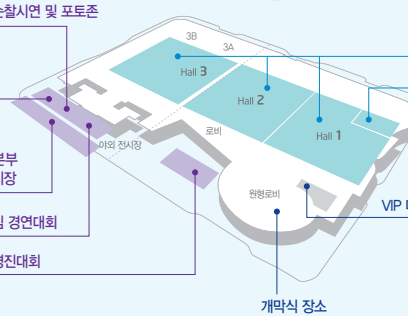 순찰시연 및 포토존
3B
3A
Hall 3
Hall 2
Hall 1
로비
야외 전시장
본부
시장
원형로비
VIP
경연대회
경진대회
개막식 장소